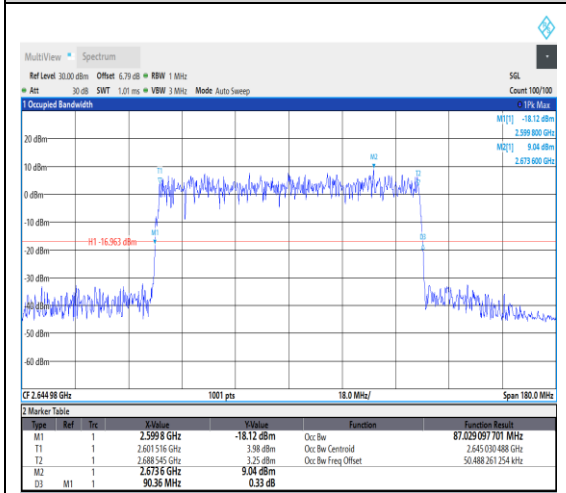 MultiView Spectrum
Ref Level 30.00 dBm Offset 6.79 dB RBW 1 MHz SGL
Att 30 dB SWT 1.01 ms VBW 3 MHz Mode Auto Sweep Count 100/100
1 Occupied Bandwidth 1Pk Max
M1[1] -18.12 dBm
2.599 800 GHz
M2[1] 9.04 dBm
2.673 600 GHz
20 dBm
10 dBm
M2
T1
T2
0 dBm
-10 dBm
M1
D3
H1 -16.963 dBm
-20 dBm
-30 dBm
-40 dBm
-50 dBm
-60 dBm
CF 2.644 98 GHz 1001 pts 18.0 MHz/ Span 180.0 MHz
2 Marker Table
Type Ref Trc X-Value Y-Value Function Function Result
M1 1 2.599 8 GHz -18.12 dBm Occ Bw 87.029 097 701 MHz
T1 1 2.601 516 GHz 3.98 dBm Occ Bw Centroid 2.645 030 488 GHz
T2 1 2.688 545 GHz 3.25 dBm Occ Bw Freq Offset 50.488 261 254 kHz
M2 1 2.673 6 GHz 9.04 dBm
D3 M1 1 90.36 MHz 0.33 dB